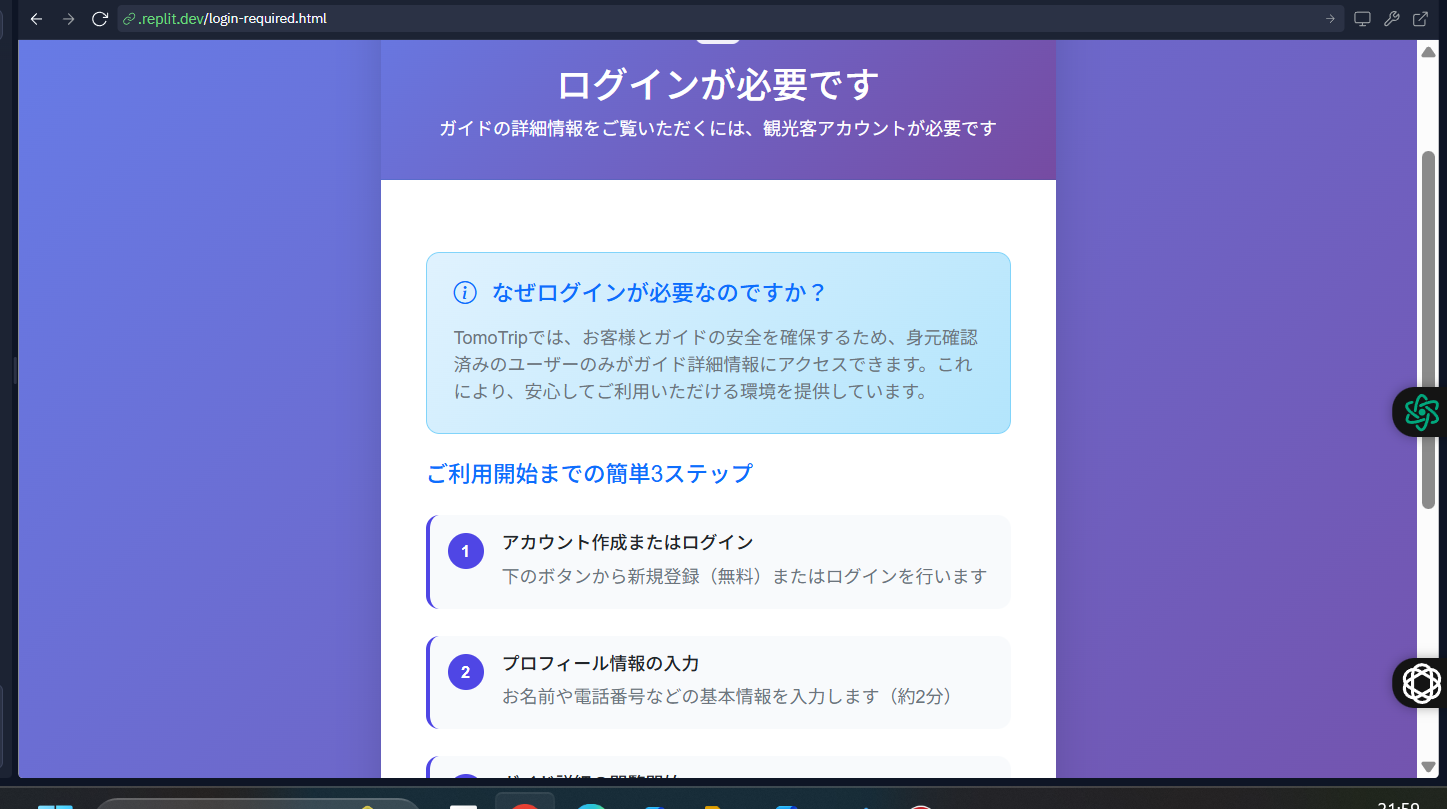 .replit.dev/login-required.html
ログインが必要です
ガイドの詳細情報をご覧いただくには、観光客アカウントが必要です
なぜログインが必要なのですか？
TomoTripでは、お客様とガイドの安全を確保するため、身元確認
済みのユーザーのみがガイド詳細情報にアクセスできます。これ
により、安心してご利用いただける環境を提供しています。
ご利用開始までの簡単3ステップ
1
アカウント作成またはログイン
下のボタンから新規登録（無料）またはログインを行います
2
プロフィール情報の入力
お名前や電話番号などの基本情報を入力します（約2分）